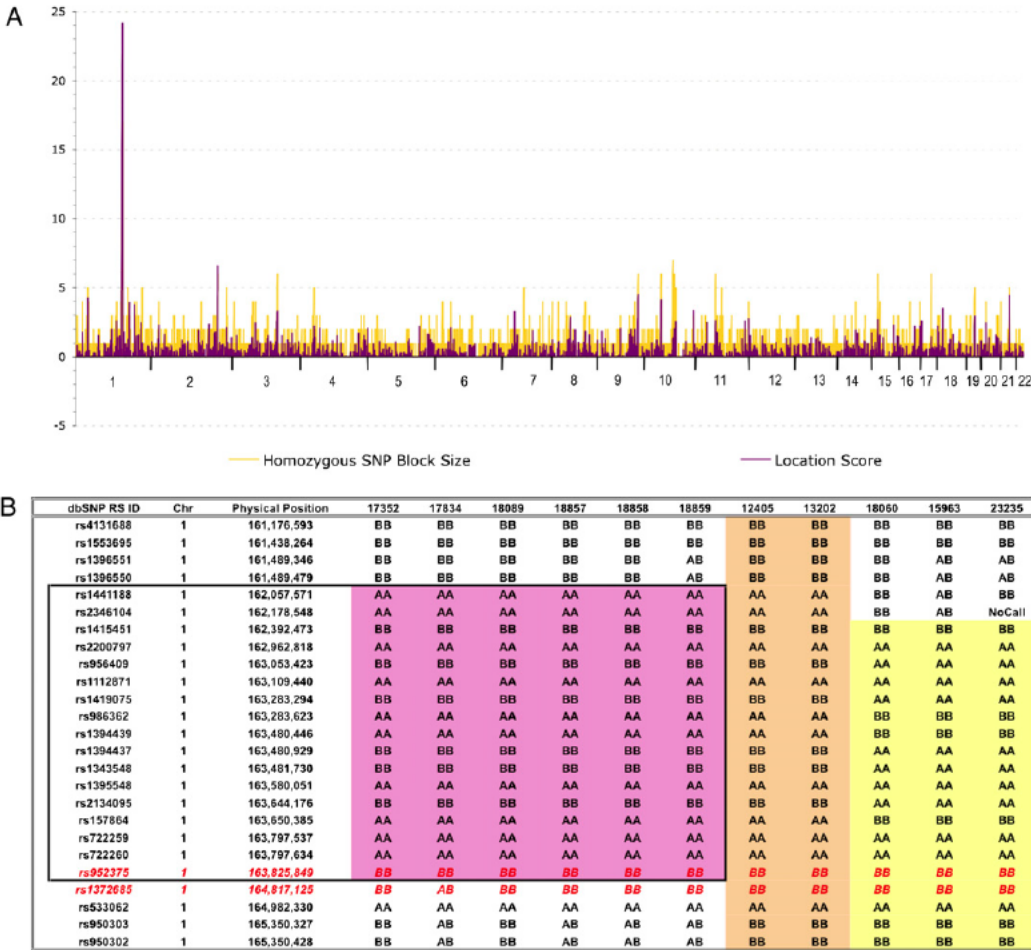 A
25
20
15
10
5
0
-5
1 2 3 4 5 6 7 8 9 10 11 12 13 14 15 16 17 18 19 20 21 22
Homozygous SNP Block Size Location Score
B
dbSNP RS ID Chr Physical Position 17352 17834 18089 18857 18858 18859 12405 13202 18060 15963 23235
rs4131688 1 161,176,593 BB BB BB BB BB BB BB BB BB BB BB
rs1553695 1 161,438,264 BB BB BB BB BB BB BB BB BB BB BB
rs1396551 1 161,489,346 BB BB BB BB BB AB BB BB BB AB AB
rs1396550 1 161,489,479 BB BB BB BB BB AB BB BB BB AB AB
rs1441188 1 162,057,571 AA AA AA AA AA AA AA AA BB AB BB
rs2346104 1 162,178,548 AA AA AA AA AA AA AA AA BB AB NoCall
rs1415451 1 162,392,473 BB BB BB BB BB BB BB BB BB BB BB
rs2200797 1 162,962,818 AA AA AA AA AA AA AA AA AA AA AA
rs956409 1 163,053,423 BB BB BB BB BB BB BB BB AA AA AA
rs1112871 1 163,109,440 AA AA AA AA AA AA AA AA AA AA AA
rs1419075 1 163,283,294 BB BB BB BB BB BB BB BB AA AA AA
rs986362 1 163,283,623 AA AA AA AA AA AA AA AA BB BB BB
rs1394439 1 163,480,446 AA AA AA AA AA AA AA AA BB BB BB
rs1394437 1 163,480,929 BB BB BB BB BB BB BB BB AA AA AA
rs1343548 1 163,481,730 BB BB BB BB BB BB BB BB AA AA AA
rs1395548 1 163,580,051 AA AA AA AA AA AA AA AA AA AA AA
rs2134095 1 163,644,176 BB BB BB BB BB BB BB BB AA AA AA
rs157864 1 163,650,385 AA AA AA AA AA AA AA AA BB BB BB
rs722259 1 163,797,537 AA AA AA AA AA AA AA AA AA AA AA
rs722260 1 163,797,634 AA AA AA AA AA AA AA AA AA AA AA
rs952375 1 163,825,849 BB BB BB BB BB BB BB BB BB BB BB
rs1372685 1 164,817,125 BB AB BB BB BB BB BB BB BB BB BB
rs533062 1 164,982,330 AA AA AA AA AA AA AA AA AA AA AA
rs950303 1 165,350,327 BB AB BB AB AB AB BB BB BB BB BB
rs950302 1 165,350,428 BB AB BB AB AB AB BB BB BB BB BB